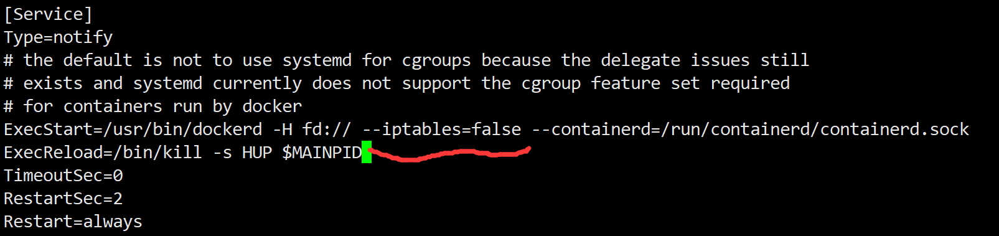 [Service]
Type=notify
# the default is not to use systemd for cgroups because the delegate issues still
# exists and systemd currently does not support the cgroup feature set required
# for containers run by docker
ExecStart=/usr/bin/dockerd -H fd:// --iptables=false --containerd=/run/containerd/containerd.sock
ExecReload=/bin/kill -s HUP $MAINPID
TimeoutSec=0
RestartSec=2
Restart=always